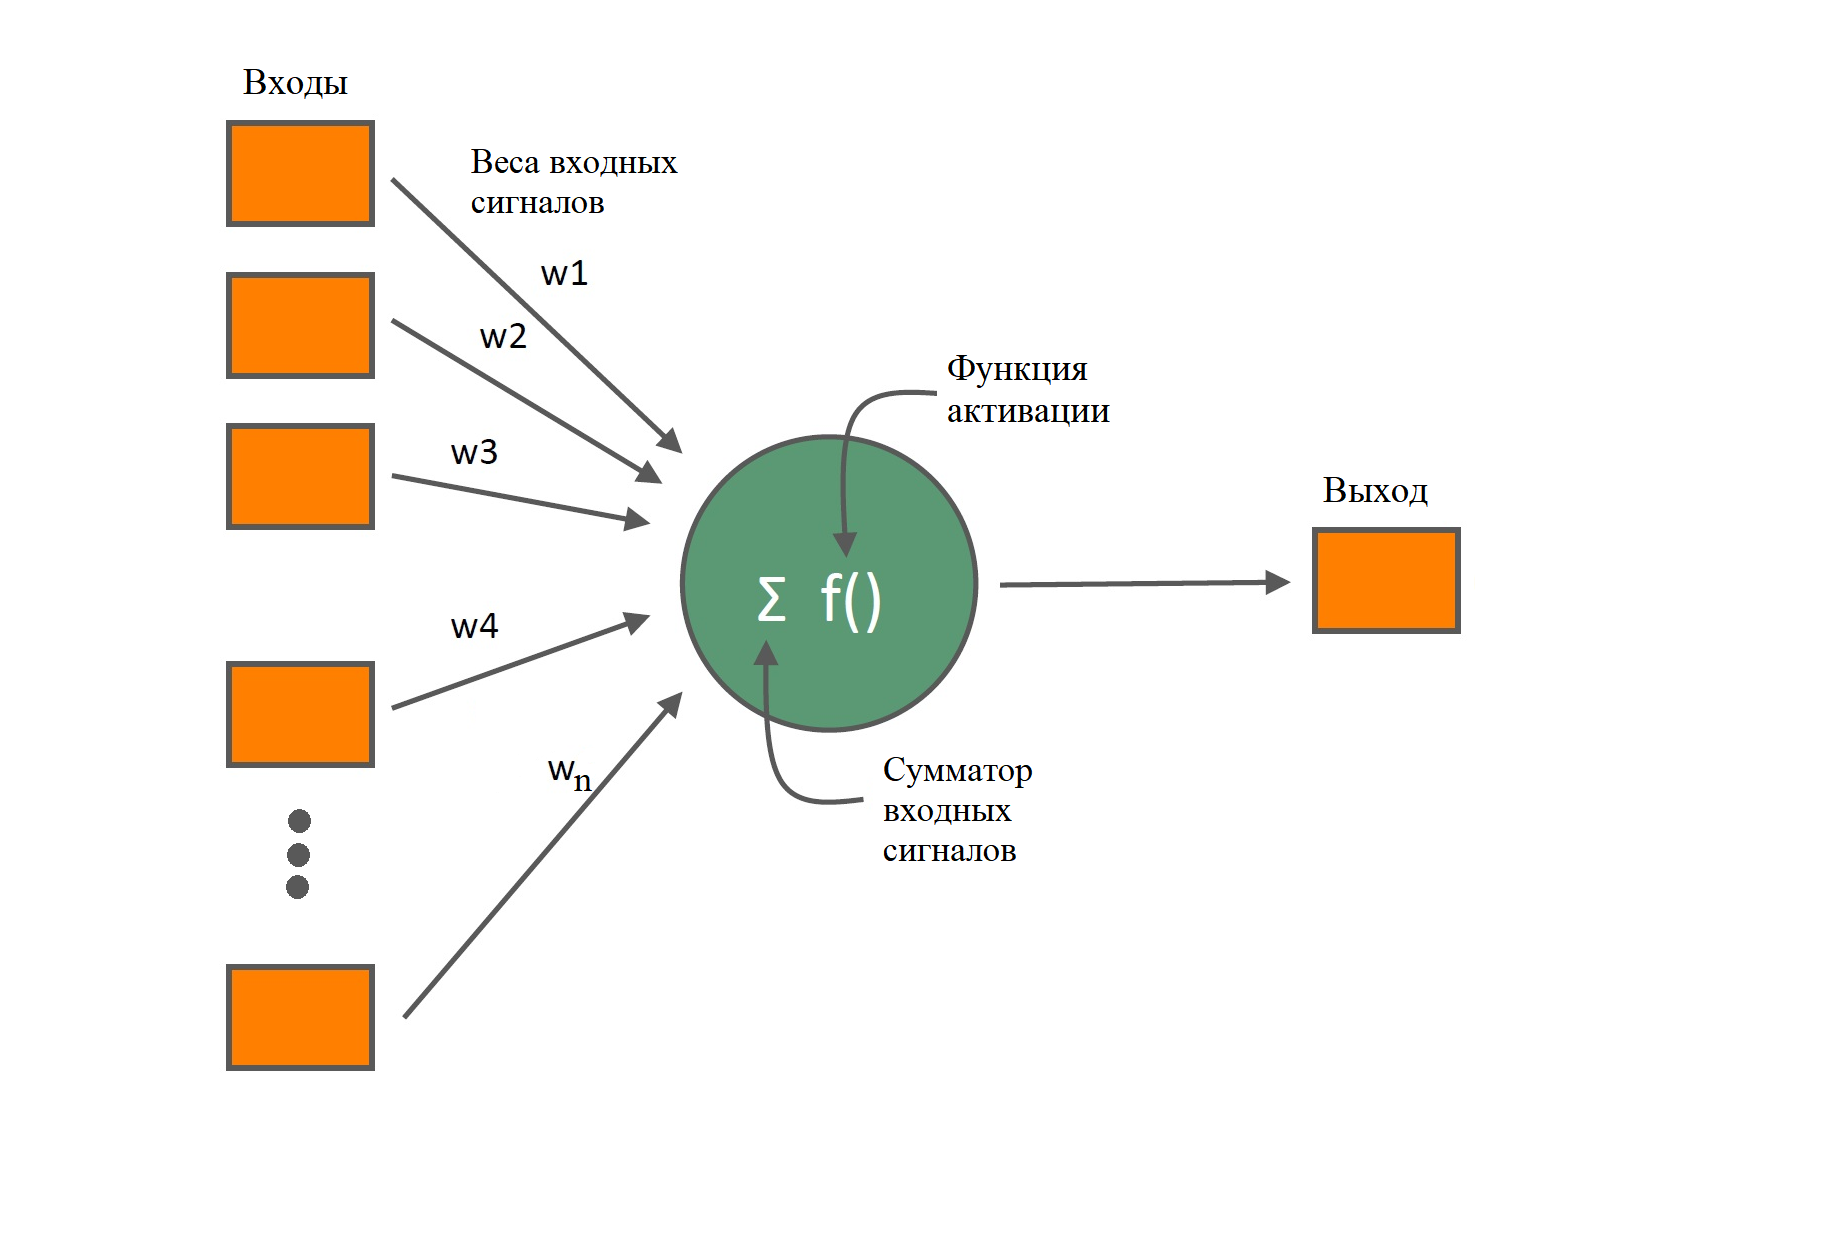 Входы
Веса входных
сигналов
w1
w2
w3
w4
wn
Функция
активации
Σ f()
Сумматор
входных
сигналов
Выход